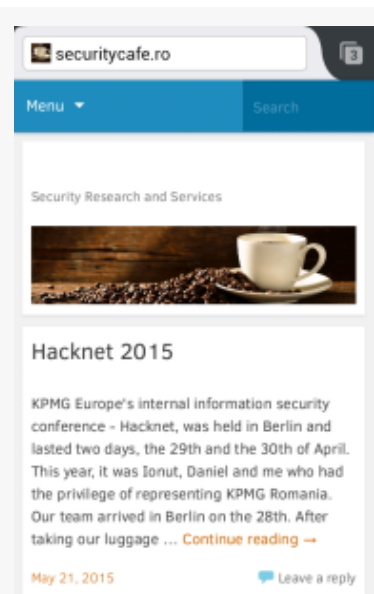 securitycafe.ro
3
Menu
Search
Security Research and Services
Hacknet 2015
KPMG Europe's internal information security
conference - Hacknet, was held in Berlin and
lasted two days, the 29th and the 30th of April.
This year, it was Ionut, Daniel and me who had
the privilege of representing KPMG Romania.
Our team arrived in Berlin on the 28th. After
taking our luggage … Continue reading →
May 21, 2015
Leave a reply